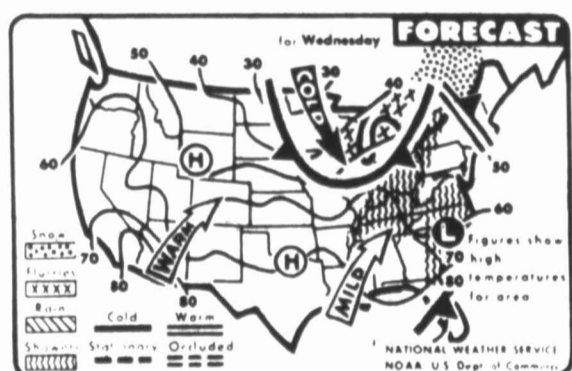 FORECAST
for Wednesday
50
40
30
30
40
COLD
60
H
50
60
WARM
H
MILD
L
70
80
70
80
80
Figures show
high
temperatures
for area
Snow
Flurries
Rain
Showers
Cold
Warm
Stationary
Occluded
NATIONAL WEATHER SERVICE
NOAA U S Dept of Commerce